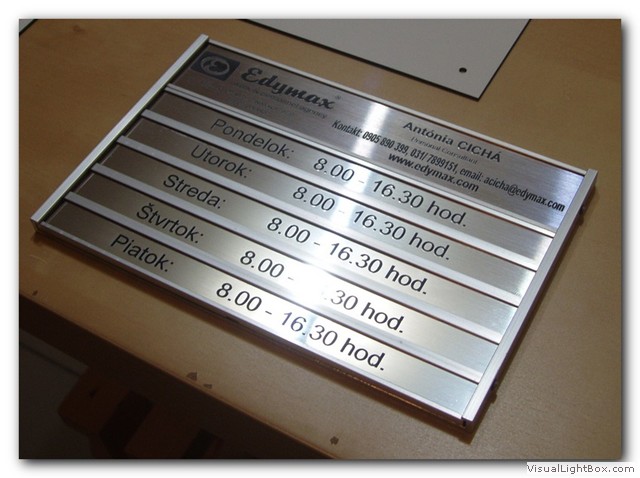 Edymax
Antónia CICHÁ
Personal Consultant
Kontakt: 0905 890 399, 031/ 7899151, email: acicha@edymax.com
www.edymax.com
Pondelok: 8.00 - 16.30 hod.
Utorok: 8.00 - 16.30 hod.
Streda: 8.00 - 16.30 hod.
Štvrtok: 8.00 - 16.30 hod.
Piatok: 8.00 - 16.30 hod.
VisualLightBox.com